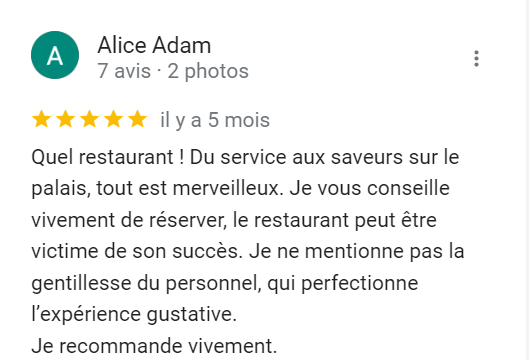 A
Alice Adam
7 avis · 2 photos
il y a 5 mois
Quel restaurant ! Du service aux saveurs sur le
palais, tout est merveilleux. Je vous conseille
vivement de réserver, le restaurant peut être
victime de son succès. Je ne mentionne pas la
gentillesse du personnel, qui perfectionne
l’expérience gustative.
Je recommande vivement.